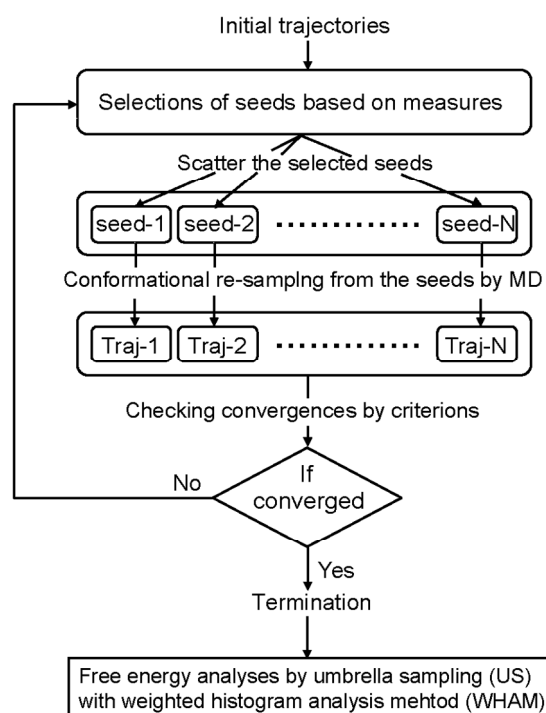 Initial trajectories
Selections of seeds based on measures
Scatter the selected seeds
seed-1 seed-2 seed-N
Conformational re-samplng from the seeds by MD
Traj-1 Traj-2 Traj-N
Checking convergences by criterions
If
converged
No
Yes
Termination
Free energy analyses by umbrella sampling (US)
with weighted histogram analysis mehtod (WHAM)